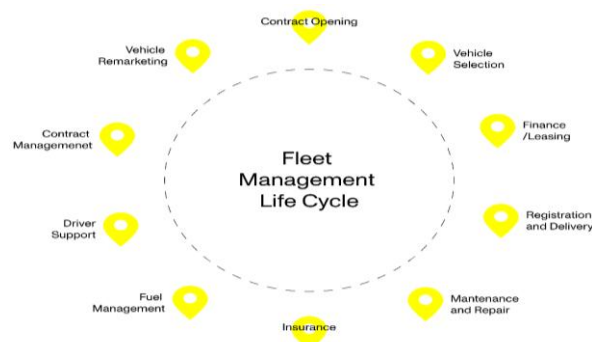 Contract Opening
Vehicle
Selection
Finance
/Leasing
Registration
and Delivery
Mantenance
and Repair
Insurance
Fuel
Management
Driver
Support
Contract
Managemenet
Vehicle
Remarketing
Fleet
Management
Life Cycle